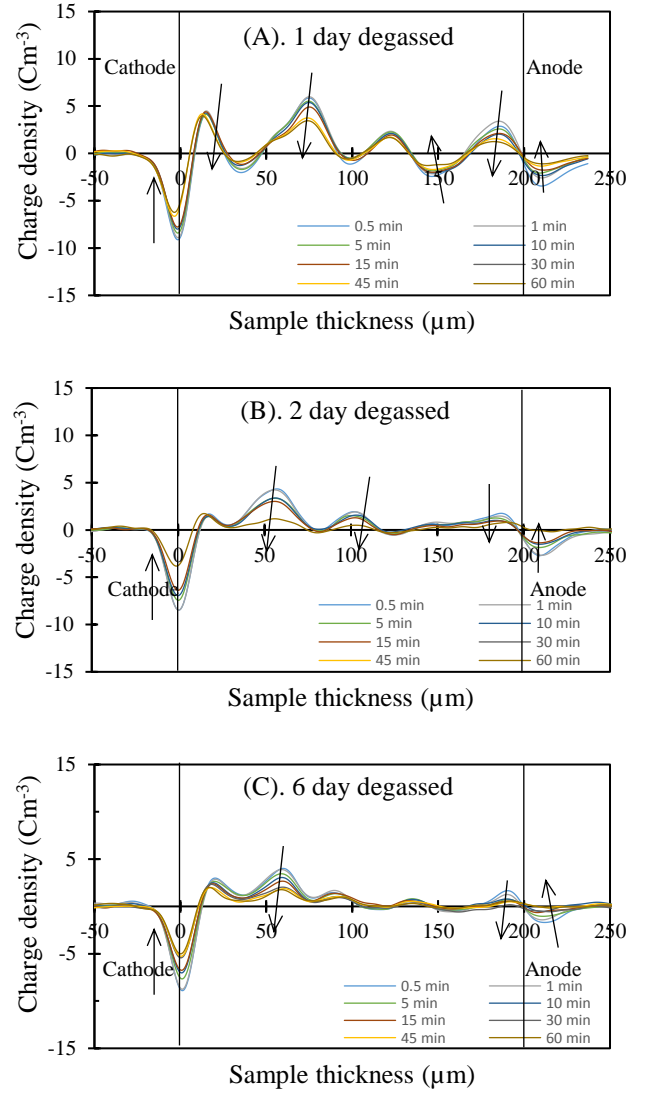 (A). 1 day degassed
Cathode Anode
15
10
5
0
-5
-10
-15
-50 0 50 100 150 200 250
Charge density (Cm-3)
0.5 min 1 min
5 min 10 min
15 min 30 min
45 min 60 min
Sample thickness (µm)
(B). 2 day degassed
15
10
5
0
-5
-10
-15
-50 0 50 100 150 200 250
Charge density (Cm-3)
Cathode Anode
0.5 min 1 min
5 min 10 min
15 min 30 min
45 min 60 min
Sample thickness (µm)
(C). 6 day degassed
15
5
-5
-15
-50 0 50 100 150 200 250
Charge density (Cm-3)
Cathode Anode
0.5 min 1 min
5 min 10 min
15 min 30 min
45 min 60 min
Sample thickness (µm)